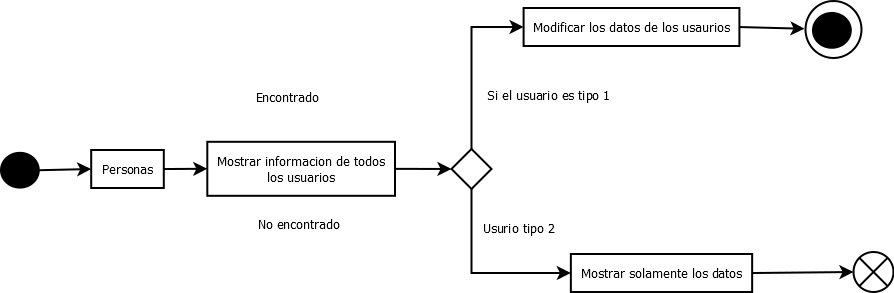 Modificar los datos de los usaurios
Encontrado
Si el usuario es tipo 1
Personas
Mostrar informacion de todos
los usuarios
No encontrado
Usurio tipo 2
Mostrar solamente los datos